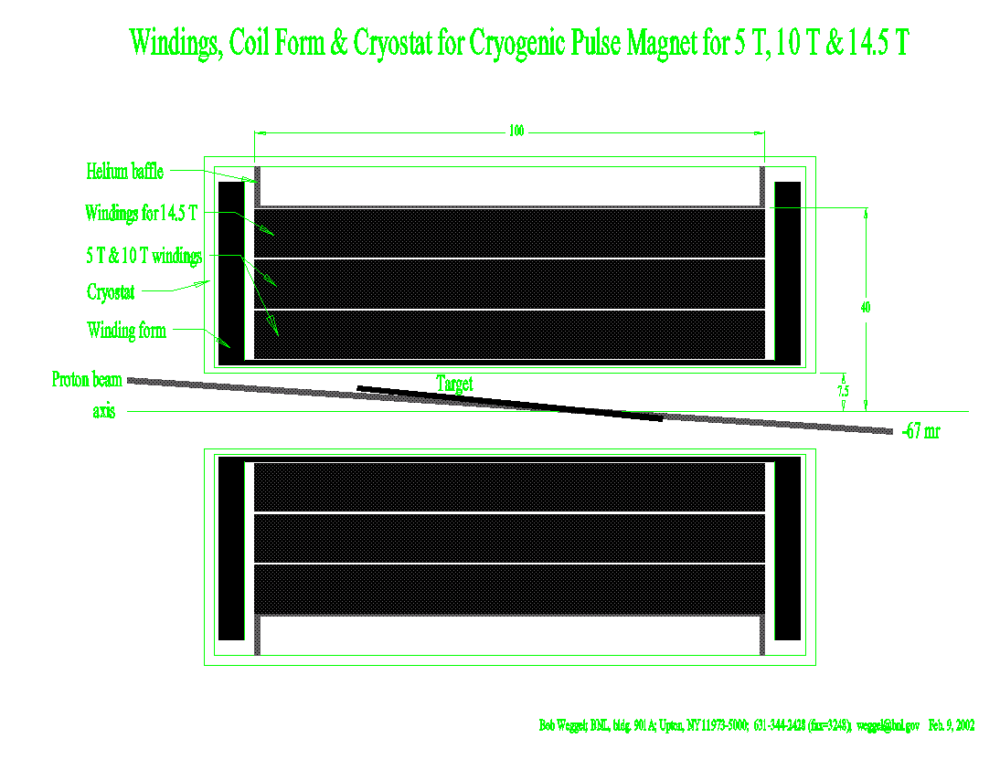 Windings, Coil Form & Cryostat for Cryogenic Pulse Magnet for 5 T, 10 T & 14.5 T
100
Helium baffle
Windings for 14.5 T
5 T & 10 T windings
Cryostat
40
Winding form
Proton beam
Target
7.5
axis
-67 mr
Bob Weggel; BNL, bldg. 901A; Upton, NY 11973-5000; 631-344-2428 (fax=3248); weggel@bnl.gov Feb. 9, 2002